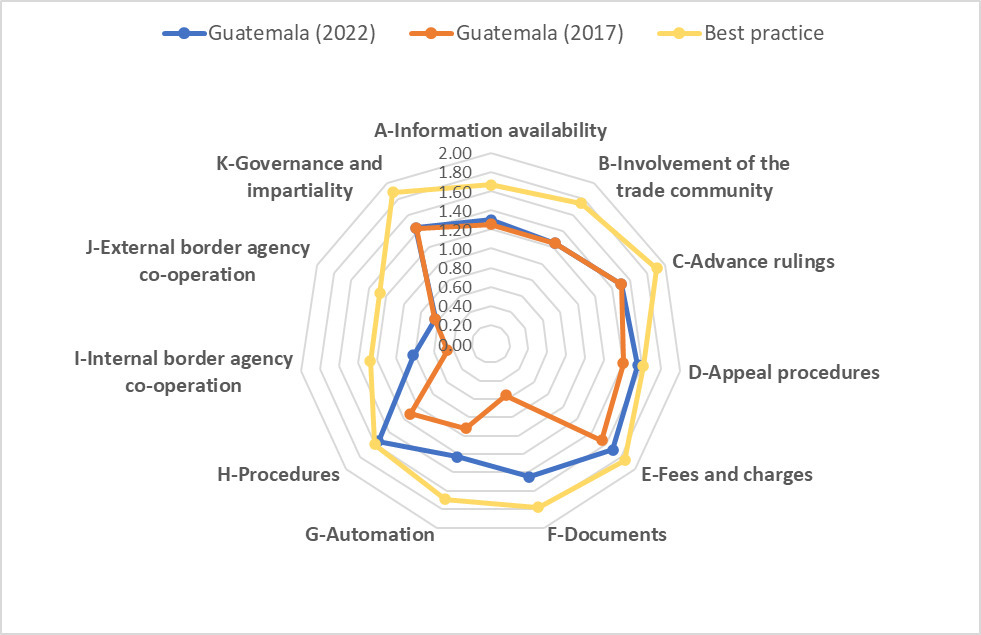 Guatemala (2022) Guatemala (2017) Best practice
A-Information availability
B-Involvement of the
trade community
C-Advance rulings
D-Appeal procedures
E-Fees and charges
F-Documents
G-Automation
H-Procedures
I-Internal border agency
co-operation
J-External border agency
co-operation
K-Governance and
impartiality
2.00
1.80
1.60
1.40
1.20
1.00
0.80
0.60
0.40
0.20
0.00